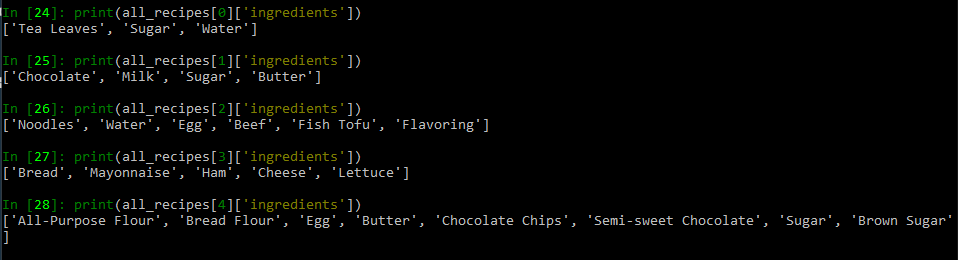 In [24]: print(all_recipes[0]['ingredients'])
['Tea Leaves', 'Sugar', 'Water']
In [25]: print(all_recipes[1]['ingredients'])
['Chocolate', 'Milk', 'Sugar', 'Butter']
In [26]: print(all_recipes[2]['ingredients'])
['Noodles', 'Water', 'Egg', 'Beef', 'Fish Tofu', 'Flavoring']
In [27]: print(all_recipes[3]['ingredients'])
['Bread', 'Mayonnaise', 'Ham', 'Cheese', 'Lettuce']
In [28]: print(all_recipes[4]['ingredients'])
['All-Purpose Flour', 'Bread Flour', 'Egg', 'Butter', 'Chocolate Chips', 'Semi-sweet Chocolate', 'Sugar', 'Brown Sugar'
]